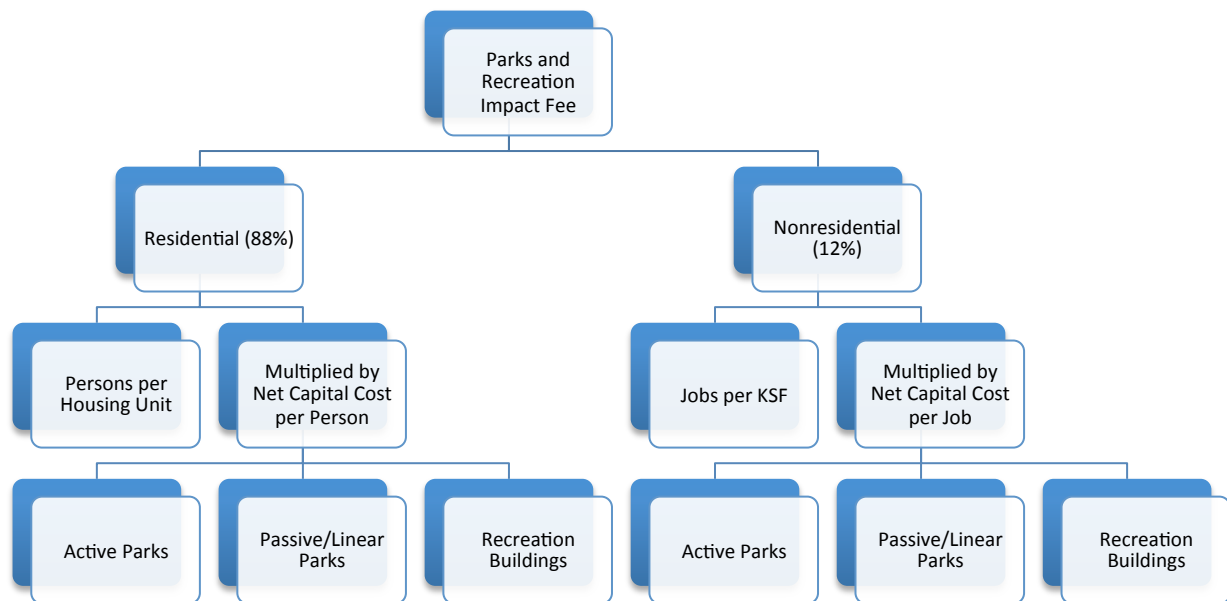 Parks and
Recreation
Impact Fee
Residential (88%)
Nonresidential
(12%)
Persons per
Housing Unit
Multiplied by
Net Capital Cost
per Person
Jobs per KSF
Multiplied by
Net Capital Cost
per Job
Active Parks
Passive/Linear
Parks
Recreation
Buildings
Active Parks
Passive/Linear
Parks
Recreation
Buildings